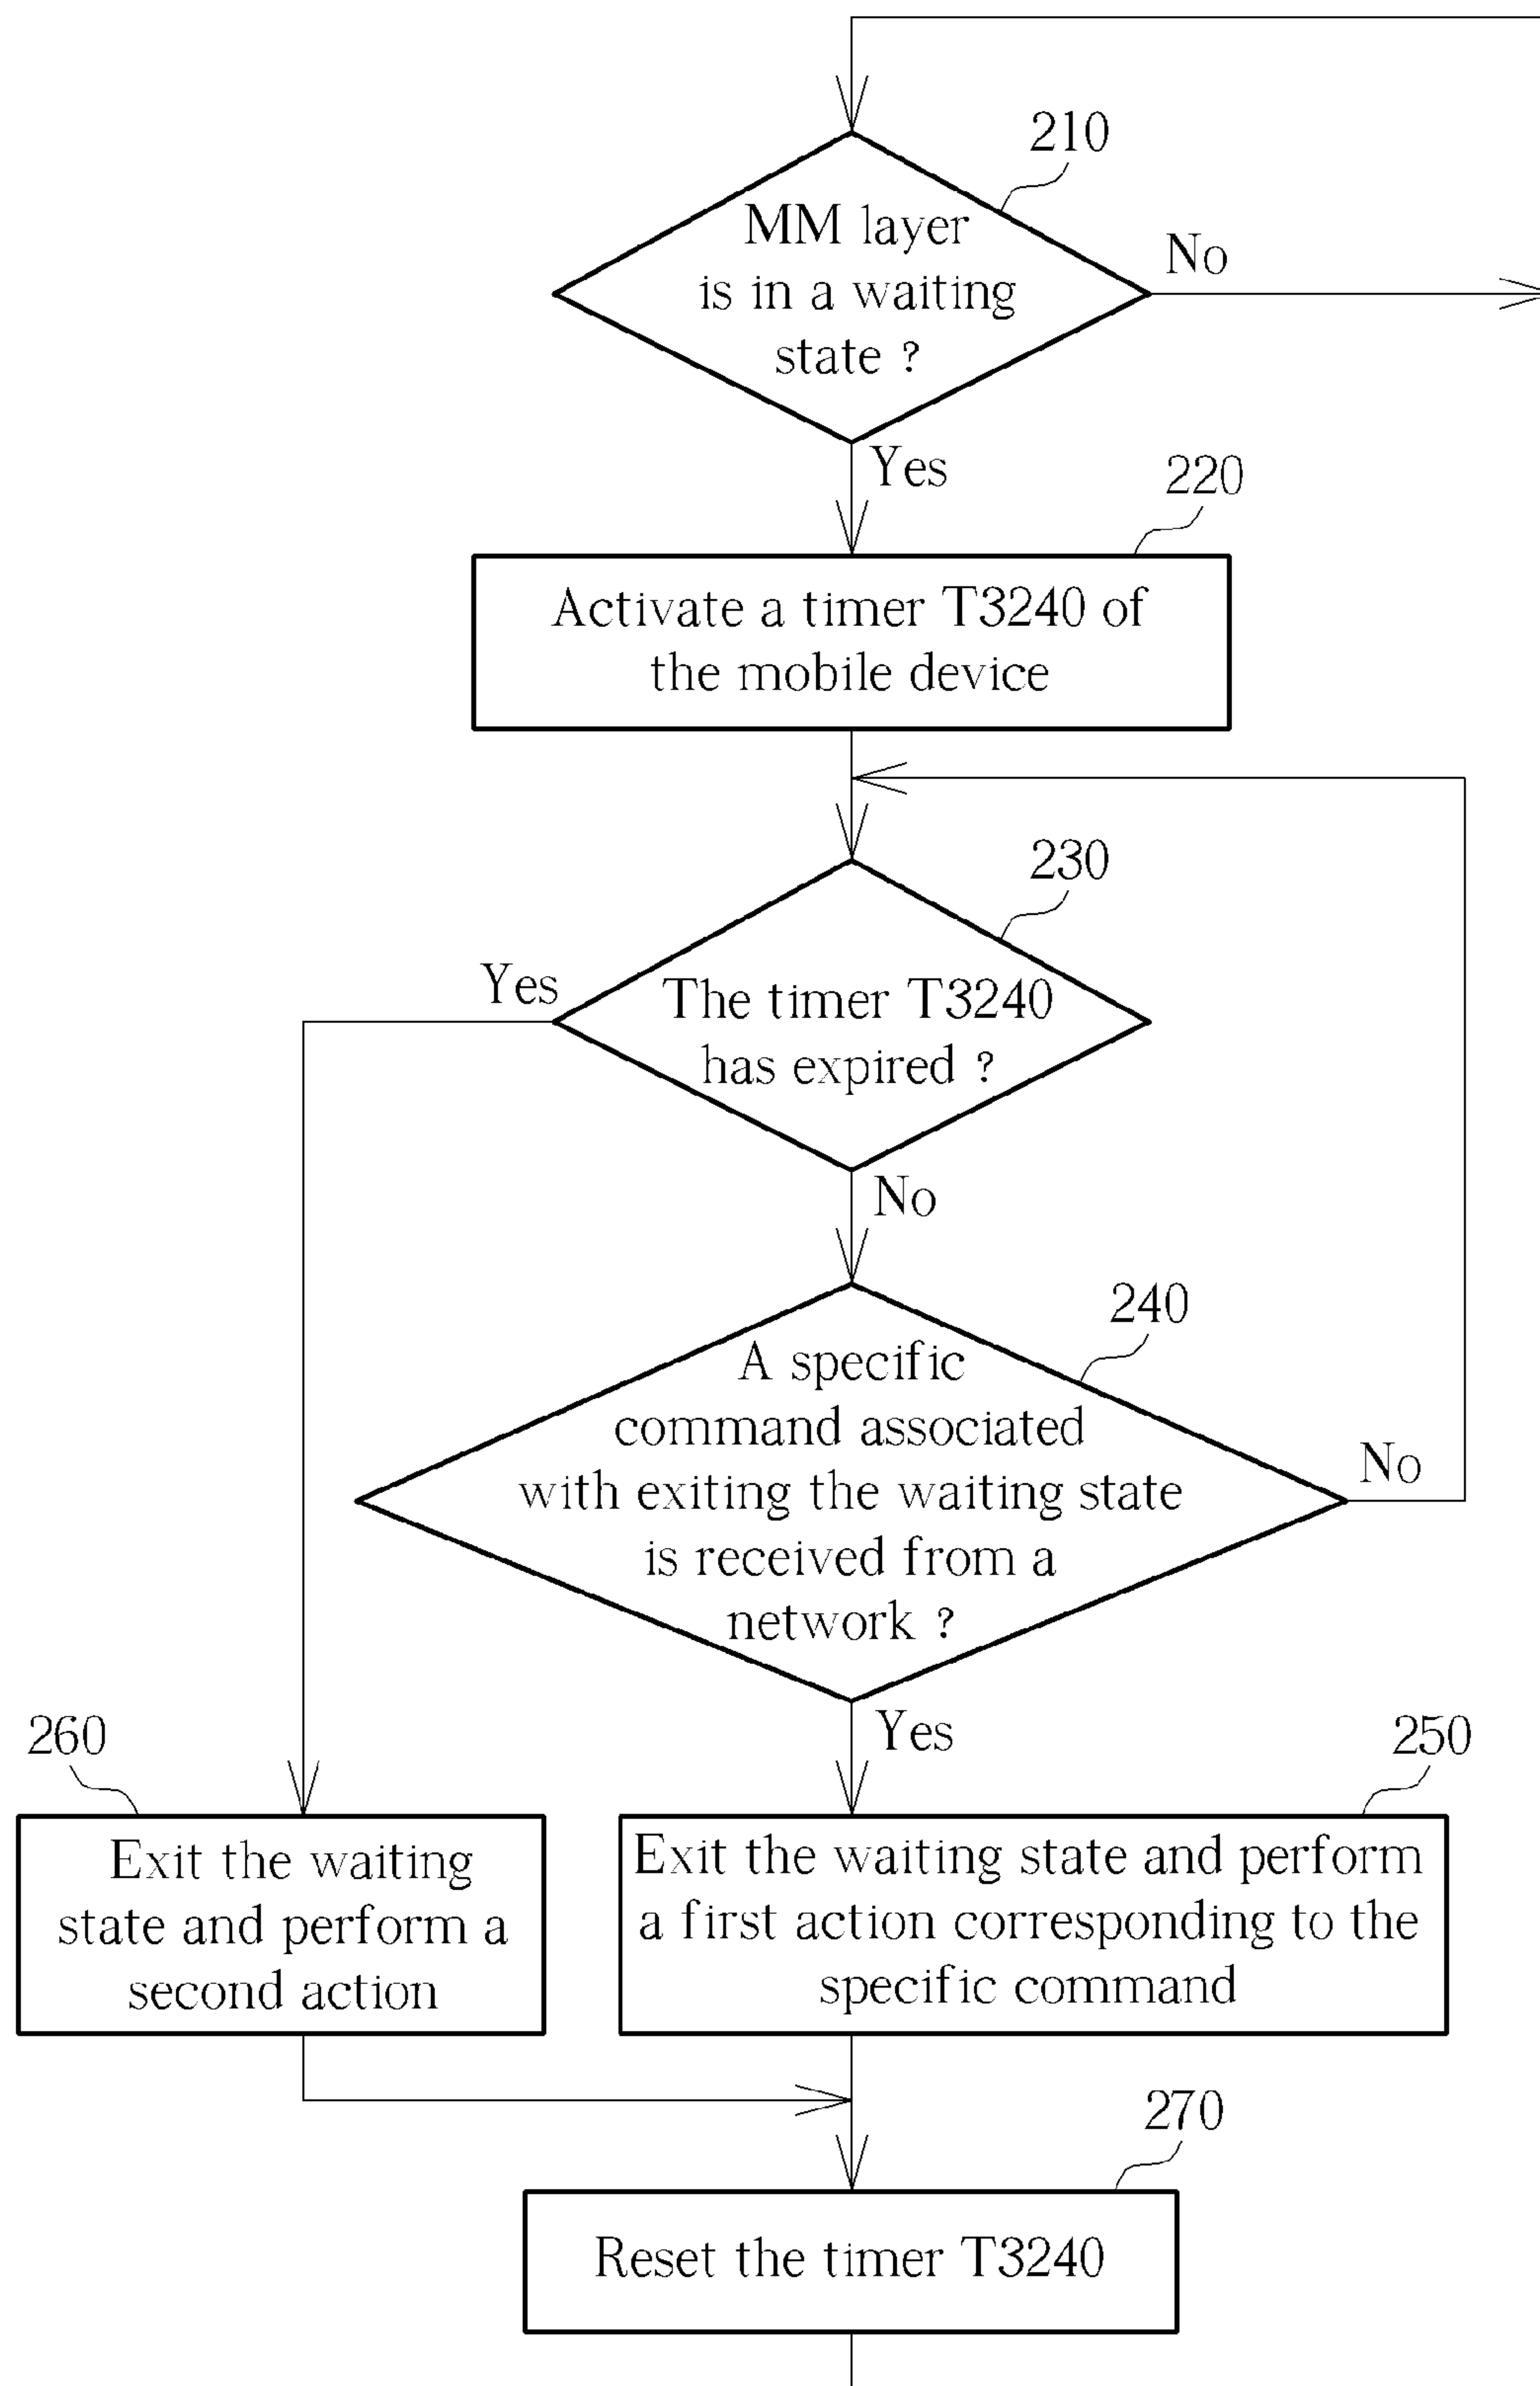 210
MM layer
is in a waiting
state ?
No
Yes
220
Activate a timer T3240 of
the mobile device
230
Yes
The timer T3240
has expired ?
No
240
A specific
command associated
with exiting the waiting state
is received from a
network ?
No
Yes
260
250
Exit the waiting
state and perform a
second action
Exit the waiting state and perform
a first action corresponding to the
specific command
270
Reset the timer T3240